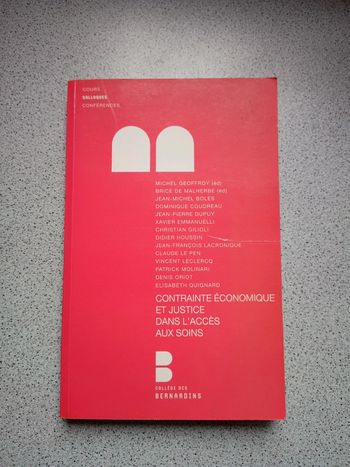 COURS
COLLOQUES
CONFÉRENCES
MICHEL GEOFFROY (éd)
BRICE DE MALHERBE (éd)
JEAN-MICHEL BOLES
DOMINIQUE COUDREAU
JEAN-PIERRE DUPUY
XAVIER EMMANUELLI
CHRISTIAN GILIOLI
DIDIER HOUSSIN
JEAN-FRANÇOIS LACRONIQUE
CLAUDE LE PEN
VINCENT LECLERCQ
PATRICK MOLINARI
DENIS ORIOT
ELISABETH QUIGNARD
CONTRAINTE ÉCONOMIQUE
ET JUSTICE
DANS L'ACCÈS
AUX SOINS
B
COLLÈGE DES
BERNARDINS